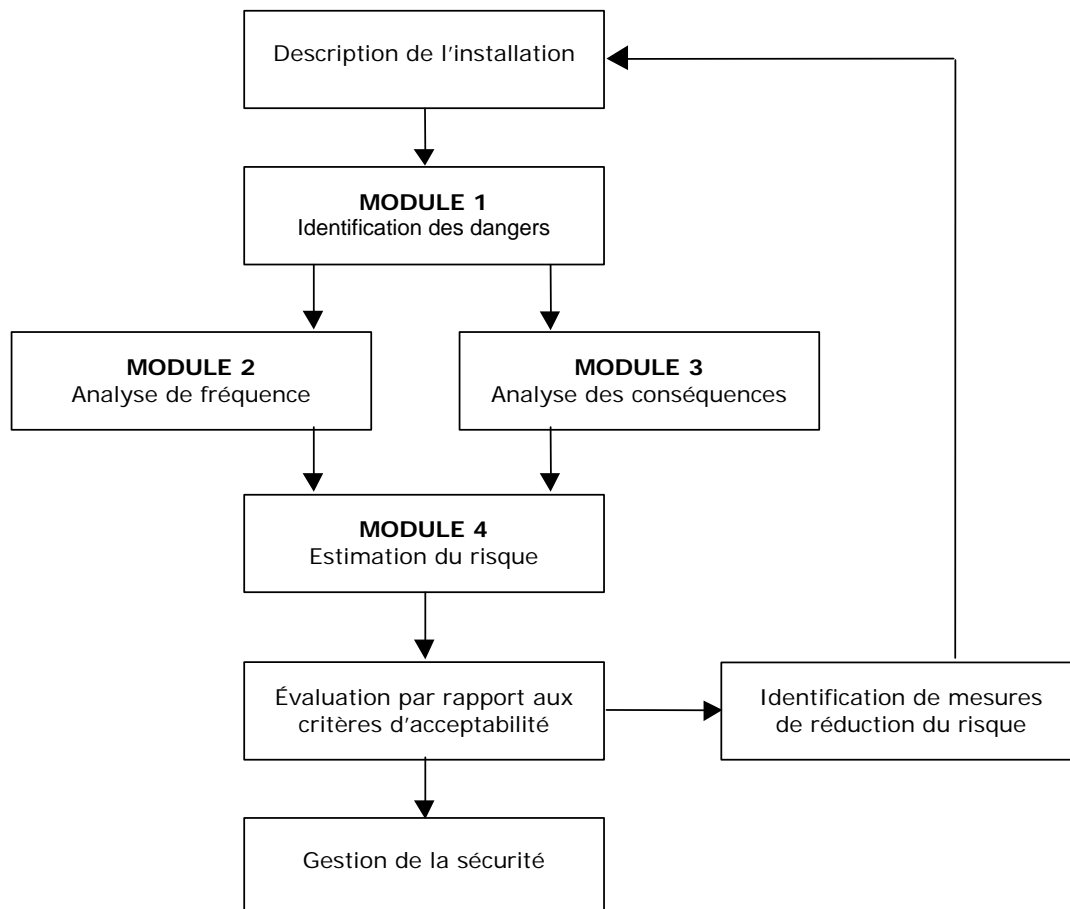 Description de l'installation
MODULE 1
Identification des dangers
MODULE 2
Analyse de fréquence
MODULE 3
Analyse des conséquences
MODULE 4
Estimation du risque
Évaluation par rapport aux
critères d'acceptabilité
Identification de mesures
de réduction du risque
Gestion de la sécurité